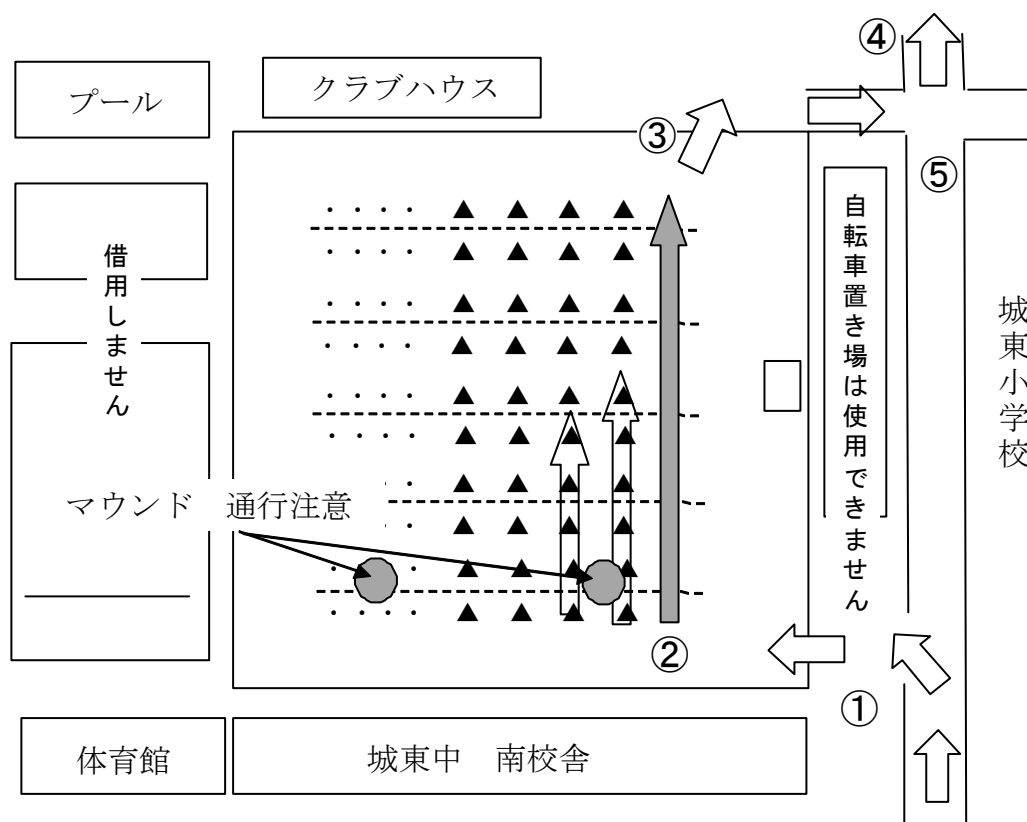 ④
プール
クラブハウス
③
⑤
借用しません
自転車置き場は使用できません
城東小学校
マウンド 通行注意
②
①
体育館
城東中 南校舎